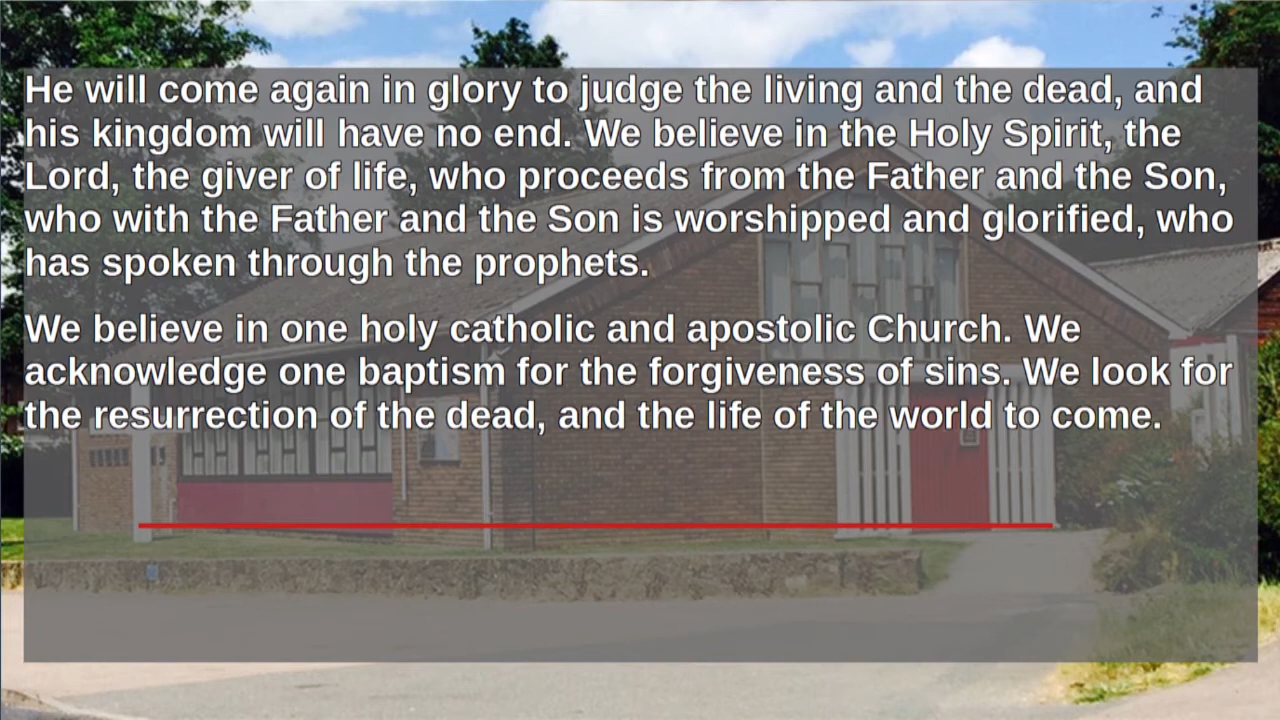 He will come again in glory to judge the living and the dead, and
his kingdom will have no end. We believe in the Holy Spirit, the
Lord, the giver of life, who proceeds from the Father and the Son,
who with the Father and the Son is worshipped and glorified, who
has spoken through the prophets.
We believe in one holy catholic and apostolic Church. We
acknowledge one baptism for the forgiveness of sins. We look for
the resurrection of the dead, and the life of the world to come.